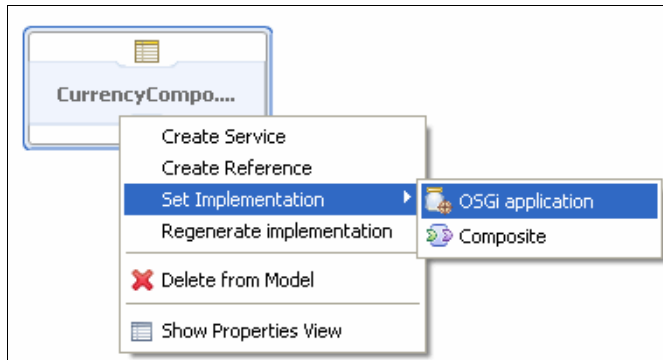 CurrencyCompo....
Create Service
Create Reference
Set Implementation
OSGi application
Regenerate implementation
Composite
Delete from Model
Show Properties View